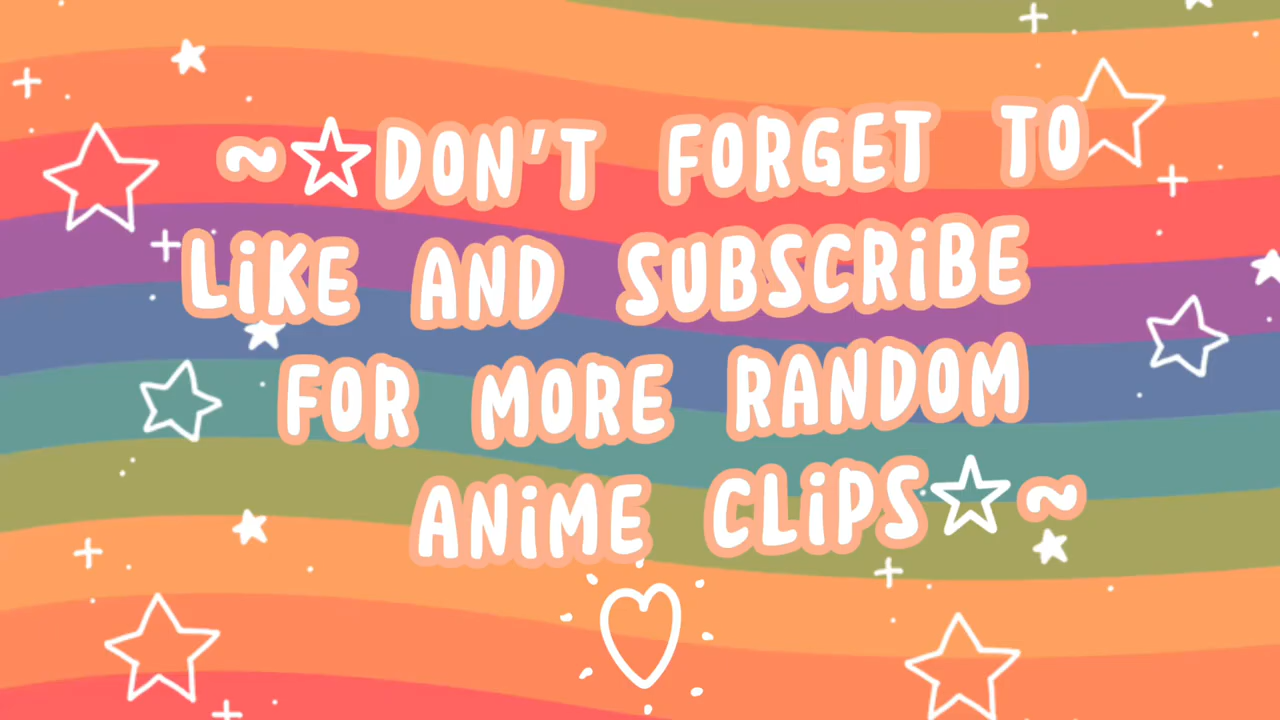 ~☆DON'T FORGET TO
LiKE AND SUBSCRiBE
FOR MORE RANDOM
ANiME CLiPS☆~